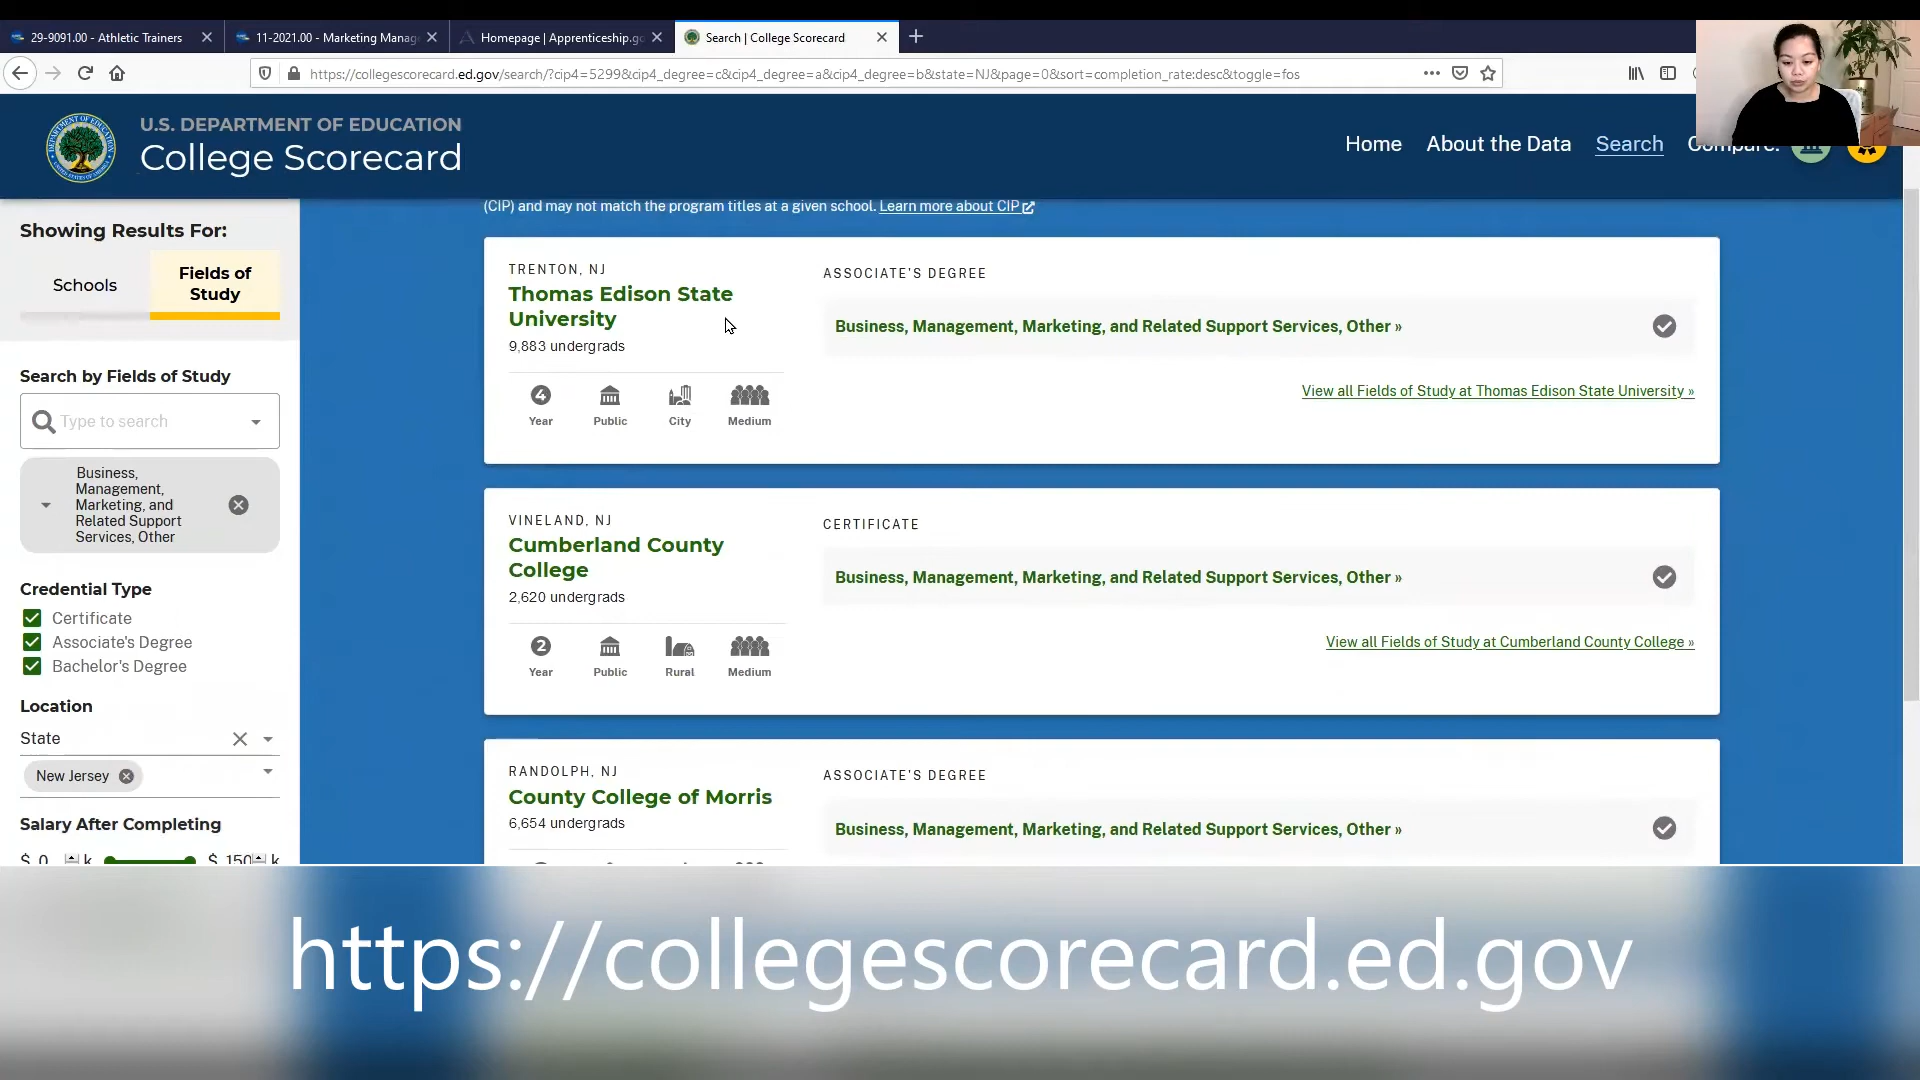 29-9091.00 - Athletic Trainers
11-2021.00 - Marketing Manag
Homepage | Apprenticeship.go
Search | College Scorecard
https://collegescorecard.ed.gov/search/?cip4=5299&cip4_degree=c&cip4_degree=a&cip4_degree=b&state=NJ&page=0&sort=completion_rate:desc&toggle=fos
U.S. DEPARTMENT OF EDUCATION
College Scorecard
Home
About the Data
Search
Compare:
Showing Results For:
Schools
Fields of
Study
Search by Fields of Study
Type to search
Business,
Management,
Marketing, and
Related Support
Services, Other
Credential Type
Certificate
Associate's Degree
Bachelor's Degree
Location
State
New Jersey
Salary After Completing
$ 0 k $ 150 k
(CIP) and may not match the program titles at a given school. Learn more about CIP
TRENTON, NJ
Thomas Edison State
University
9,883 undergrads
4
Year Public City Medium
ASSOCIATE'S DEGREE
Business, Management, Marketing, and Related Support Services, Other »
View all Fields of Study at Thomas Edison State University »
VINELAND, NJ
Cumberland County
College
2,620 undergrads
2
Year Public Rural Medium
CERTIFICATE
Business, Management, Marketing, and Related Support Services, Other »
View all Fields of Study at Cumberland County College »
RANDOLPH, NJ
County College of Morris
6,654 undergrads
ASSOCIATE'S DEGREE
Business, Management, Marketing, and Related Support Services, Other »
https://collegescorecard.ed.gov